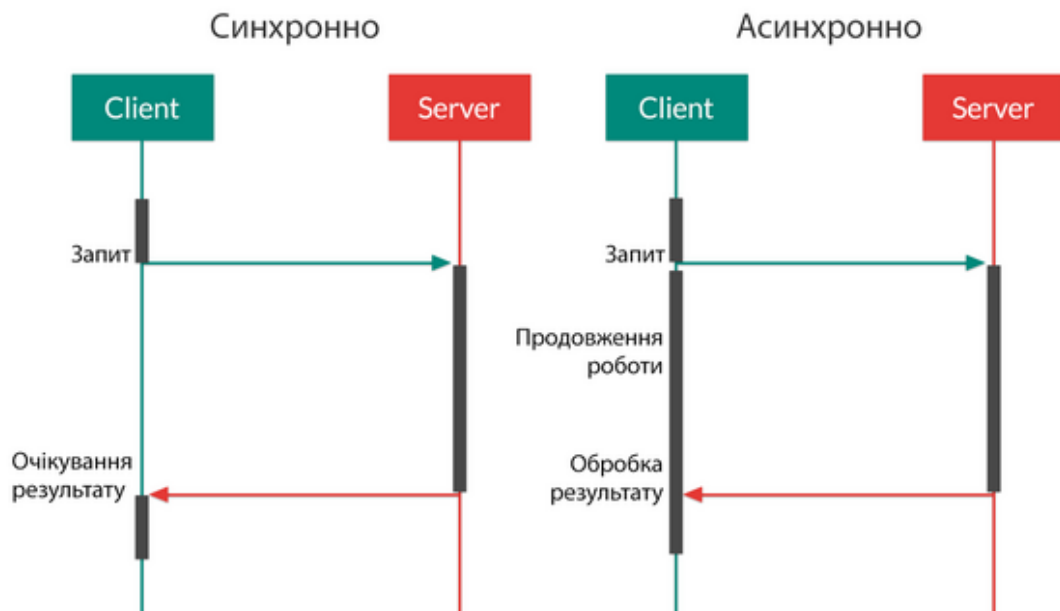 Синхронно
Client
Server
Запит
Очікування
результату
Асинхронно
Client
Server
Запит
Продовження
роботи
Обробка
результату